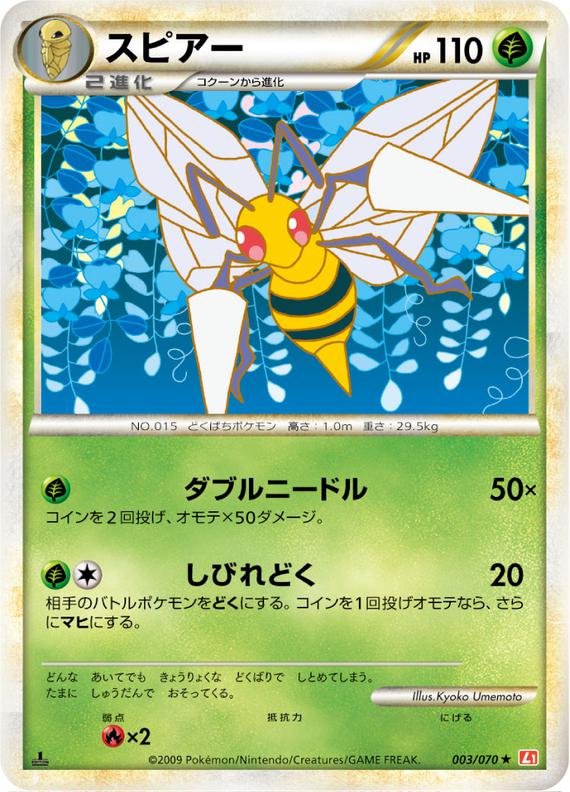 スピアー
HP 110
2進化
コクーンから進化
NO.015 どくばちポケモン 高さ：1.0m 重さ：29.5kg
ダブルニードル 50×
コインを2回投げ、オモテ×50ダメージ。
しびれどく 20
相手のバトルポケモンをどくにする。コインを1回投げオモテなら、さら
にマヒにする。
どんな あいてでも きょうりょくな どくばりで しとめてしまう。
たまに しゅうだんで おそってくる。
Illus.Kyoko Umemoto
弱点 抵抗力 にげる
×2
1 EDITION ©2009 Pokémon/Nintendo/Creatures/GAME FREAK. 003/070 ★ L1